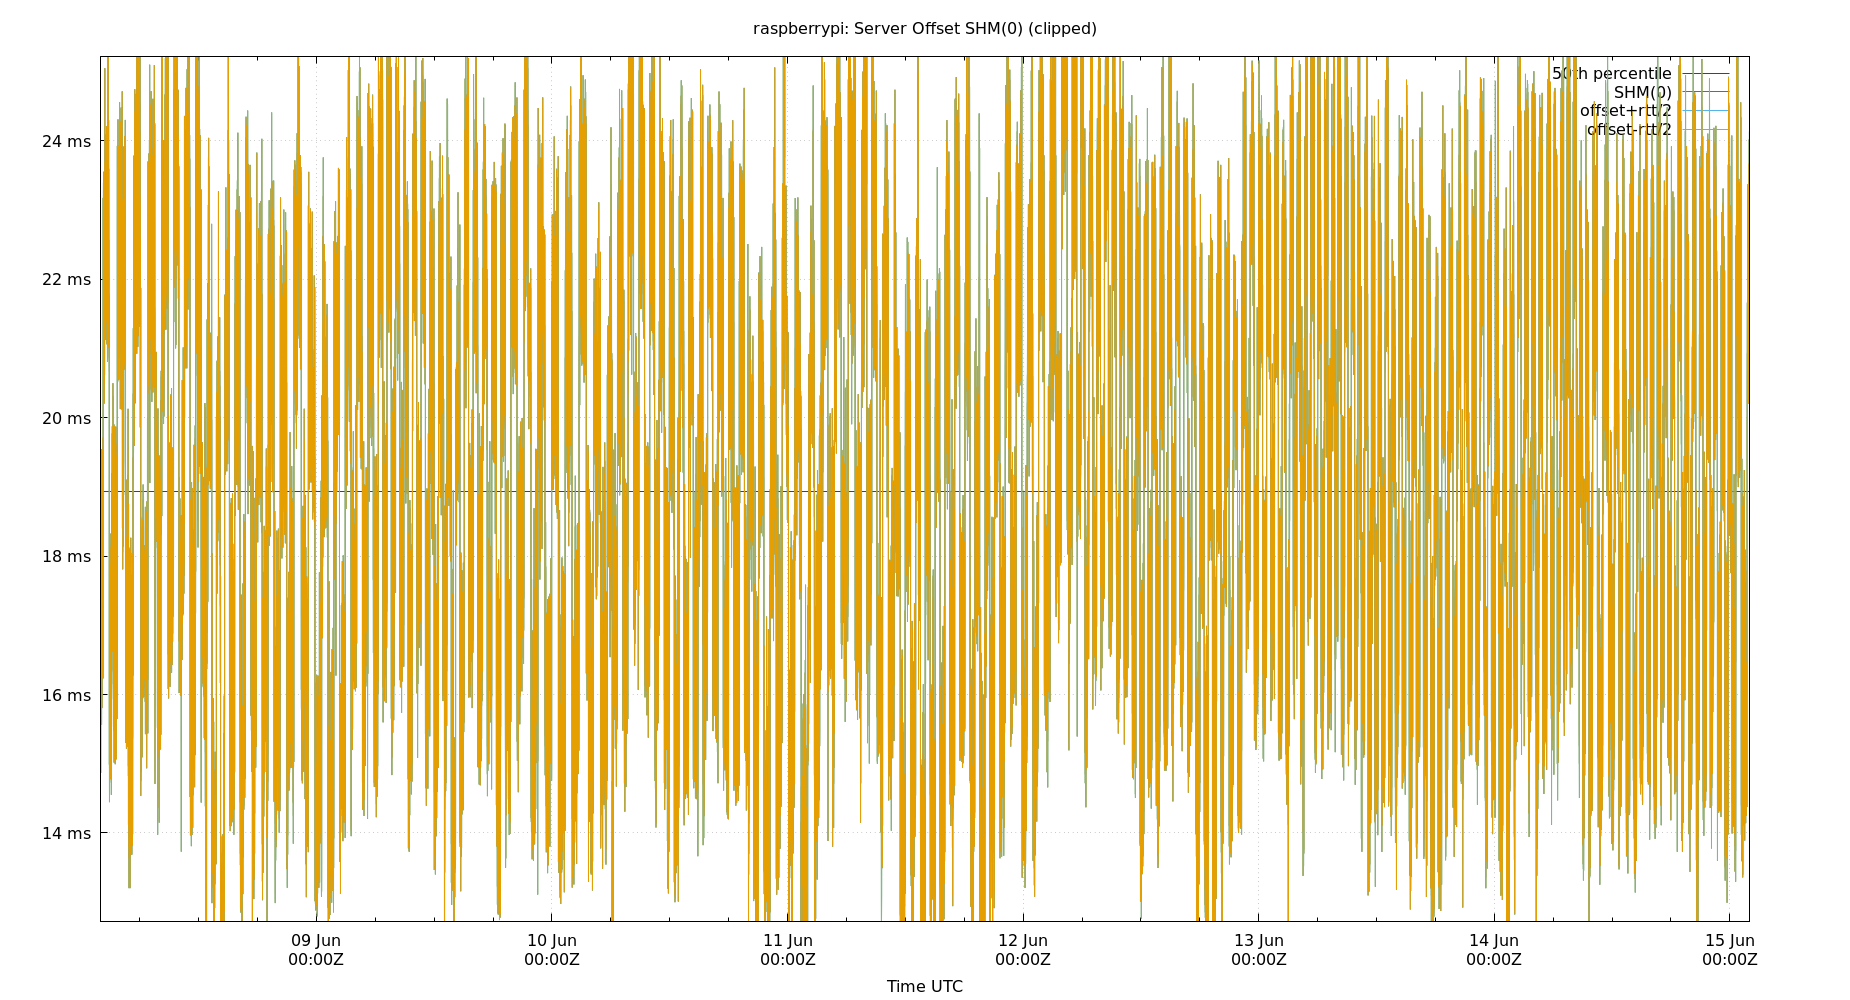 raspberrypi: Server Offset SHM(0) (clipped)
50th percentile
SHM(0)
offset+rtt/2
offset-rtt/2
24 ms
22 ms
20 ms
18 ms
16 ms
14 ms
09 Jun
00:00Z
10 Jun
00:00Z
11 Jun
00:00Z
12 Jun
00:00Z
13 Jun
00:00Z
14 Jun
00:00Z
15 Jun
00:00Z
Time UTC